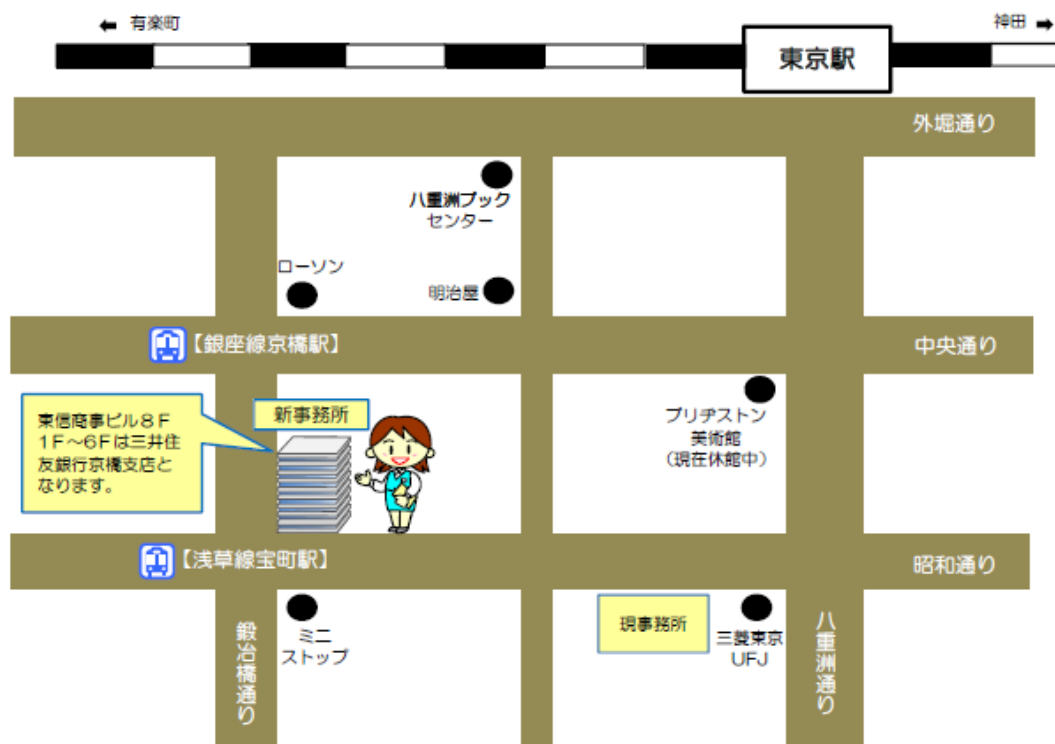 有楽町
神田
東京駅
外堀通り
八重洲ブック
センター
ローソン
明治屋
【銀座線京橋駅】
中央通り
東信商事ビル8F
1F~6Fは三井住
友銀行京橋支店と
なります。
新事務所
ブリヂストン
美術館
(現在休館中)
【浅草線宝町駅】
昭和通り
鍛冶橋通り
ミニ
ストップ
現事務所
三菱東京
UFJ
八重洲通り